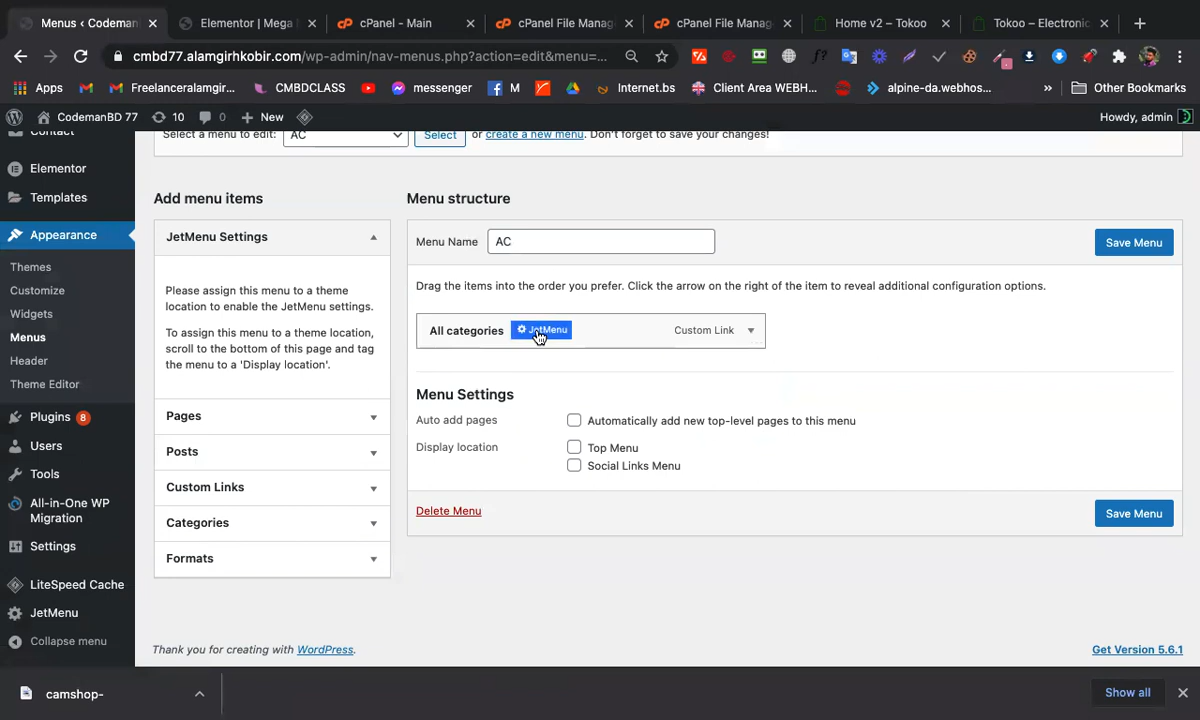 Menus ‹ Codeman
Elementor | Mega M
cPanel - Main
cPanel File Manag
cPanel File Manag
Home v2 – Tokoo
Tokoo – Electronic
cmbd77.alamgirhkobir.com/wp-admin/nav-menus.php?action=edit&menu=...
Apps
Freelanceralamgir...
CMBDCLASS
messenger
M
Internet.bs
Client Area WEBH...
alpine-da.webhos...
»
Other Bookmarks
CodemanBD 77
10
0
New
Howdy, admin
Contact
Elementor
Templates
Appearance
Themes
Customize
Widgets
Menus
Header
Theme Editor
Plugins 8
Users
Tools
All-in-One WP
Migration
Settings
LiteSpeed Cache
JetMenu
Collapse menu
Select a menu to edit: AC Select or create a new menu. Don't forget to save your changes!
Add menu items
JetMenu Settings
Please assign this menu to a theme
location to enable the JetMenu settings.
To assign this menu to a theme location,
scroll to the bottom of this page and tag
the menu to a 'Display location'.
Pages
Posts
Custom Links
Categories
Formats
Menu structure
Menu Name AC Save Menu
Drag the items into the order you prefer. Click the arrow on the right of the item to reveal additional configuration options.
All categories JetMenu Custom Link
Menu Settings
Auto add pages Automatically add new top-level pages to this menu
Display location Top Menu
Social Links Menu
Delete Menu Save Menu
Thank you for creating with WordPress.
Get Version 5.6.1
camshop-
Show all